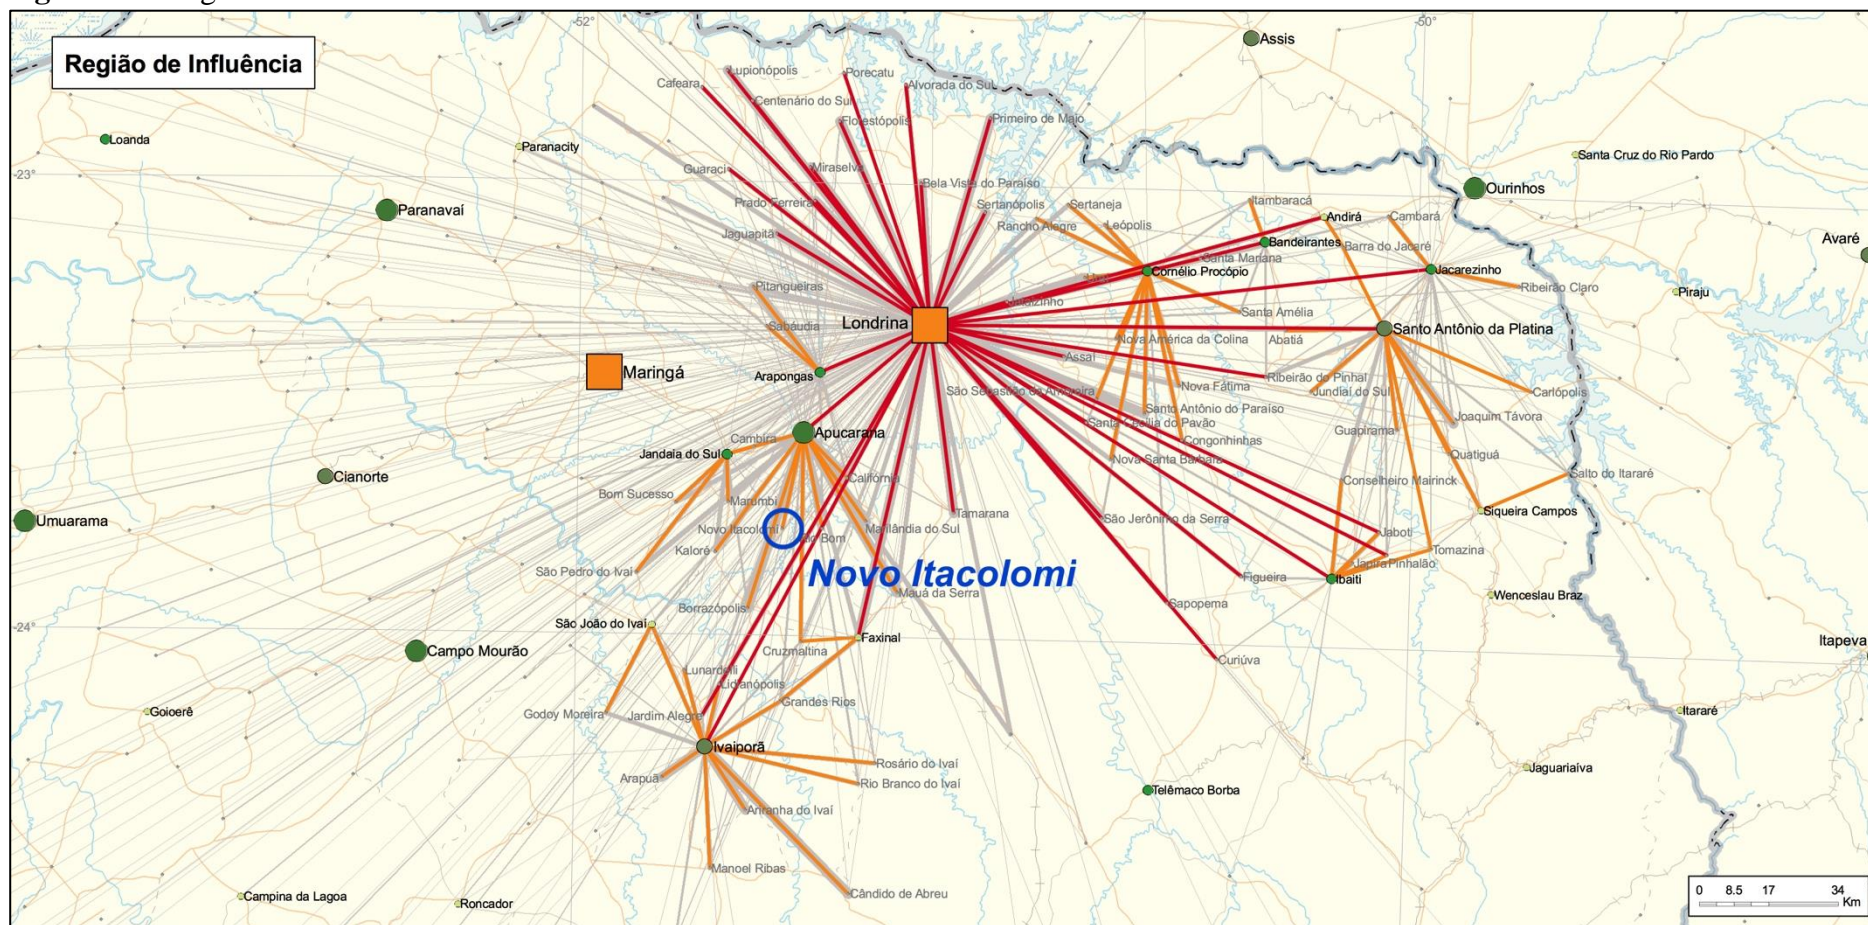 -52°
-50°
Região de Influência
Assis
Lupionópolis
Porecatu
Cafeara
Alvorada do Sul
Centenário do Sul
Florestópolis
Primeiro de Maio
Loanda
Paranacity
Santa Cruz do Rio Pardo
-23°
Guaraci
Miraselva
Bela Vista do Paraíso
Ourinhos
Paranavaí
Prado Ferreira
Sertanópolis
Sertaneja
Itambaracá
Andirá
Cambará
Rancho Alegre
Leópolis
Jaguapitã
Bandeirantes
Barra do Jacaré
Avaré
Santa Mariana
Cornélio Procópio
Jacarezinho
Pitangueiras
Ribeirão Claro
Piraju
Santa Amélia
Londrina
Sabáudia
Santo Antônio da Platina
Nova América da Colina
Abatiá
Assaí
Maringá
Arapongas
Ribeirão do Pinhal
Nova Fátima
São Sebastião da Amoreira
Jundiaí do Sul
Carlópolis
Santo Antônio do Paraíso
Joaquim Távora
Santa Cecília do Pavão
Guapirama
Apucarana
Cambira
Congonhinhas
Jandaia do Sul
Nova Santa Bárbara
Quatiguá
Cianorte
Califórnia
Salto do Itararé
Conselheiro Mairinck
Bom Sucesso
Marumbi
Tamarana
Siqueira Campos
Umuarama
São Jerônimo da Serra
Novo Itacolomi
Marilândia do Sul
Jaboti
Kaloré
Tomazina
Japira
Pinhalão
São Pedro do Ivaí
Novo Itacolomi
Figueira
Ibaiti
Mauá da Serra
Wenceslau Braz
Borrazópolis
Sapopema
São João do Ivaí
-24°
Faxinal
Itapeva
Campo Mourão
Cruzmaltina
Curiúva
Lunardelli
Lidianópolis
Grandes Rios
Goioerê
Godoy Moreira
Jardim Alegre
Itararé
Ivaiporã
Rosário do Ivaí
Jaguariaíva
Arapuã
Rio Branco do Ivaí
Telêmaco Borba
Ariranha do Ivaí
Manoel Ribas
Cândido de Abreu
Campina da Lagoa
Roncador
0 8.5 17 34
Km